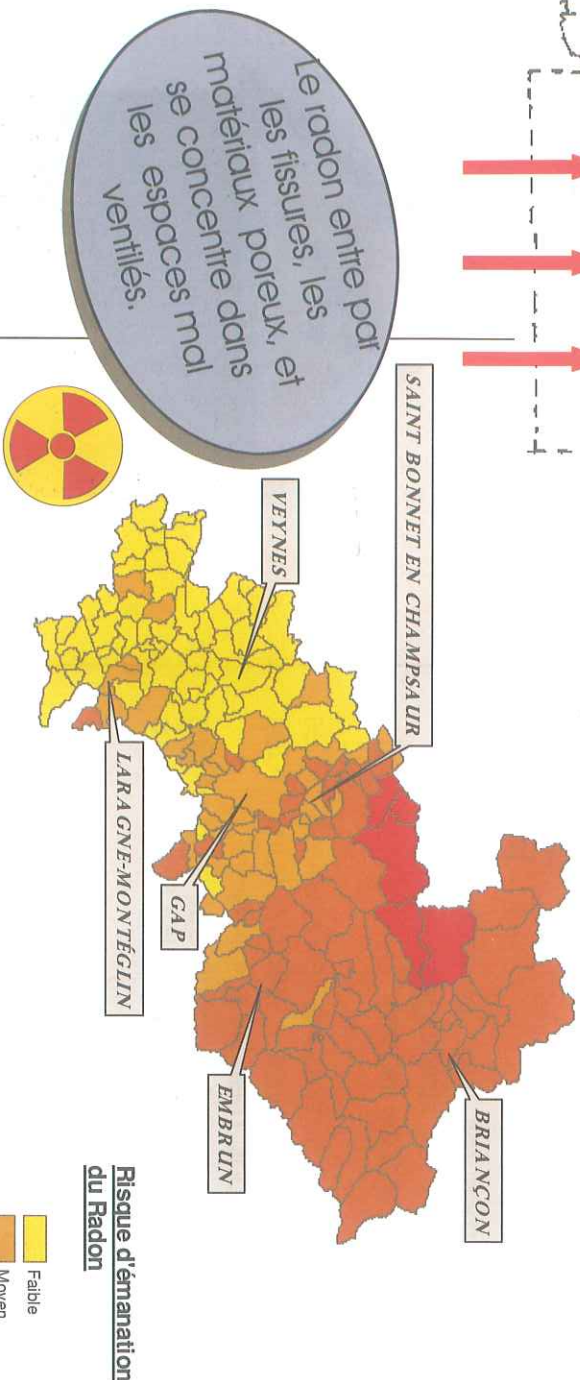 Le radon entre par
les fissures, les
matériaux poreux, et
se concentre dans
les espaces mal
ventilés.
SAINT BONNET EN CHAMPSAUR
VEYNES
BRIANÇON
GAP
EMBRUN
LARAGNE-MONTÉGLIN
Risque d'émanation
du Radon
Faible
Moyen